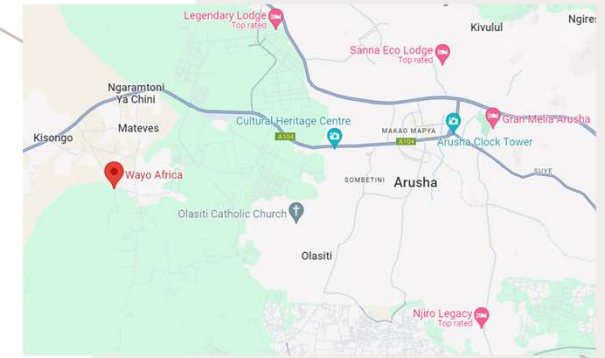 Legendary Lodge
Top rated
Kivulul
Ngires
Sanna Eco Lodge
Top rated
Ngaramtoni
Ya Chini
Cultural Heritage Centre
Gran Melia Arusha
MAKAO MAPYA
Kisongo
Mateves
A104
A104
Arusha Clock Tower
Wayo Africa
SOMBETINI
Arusha
SUYE
Olasiti Catholic Church
Olasiti
Njiro Legacy
Top rated